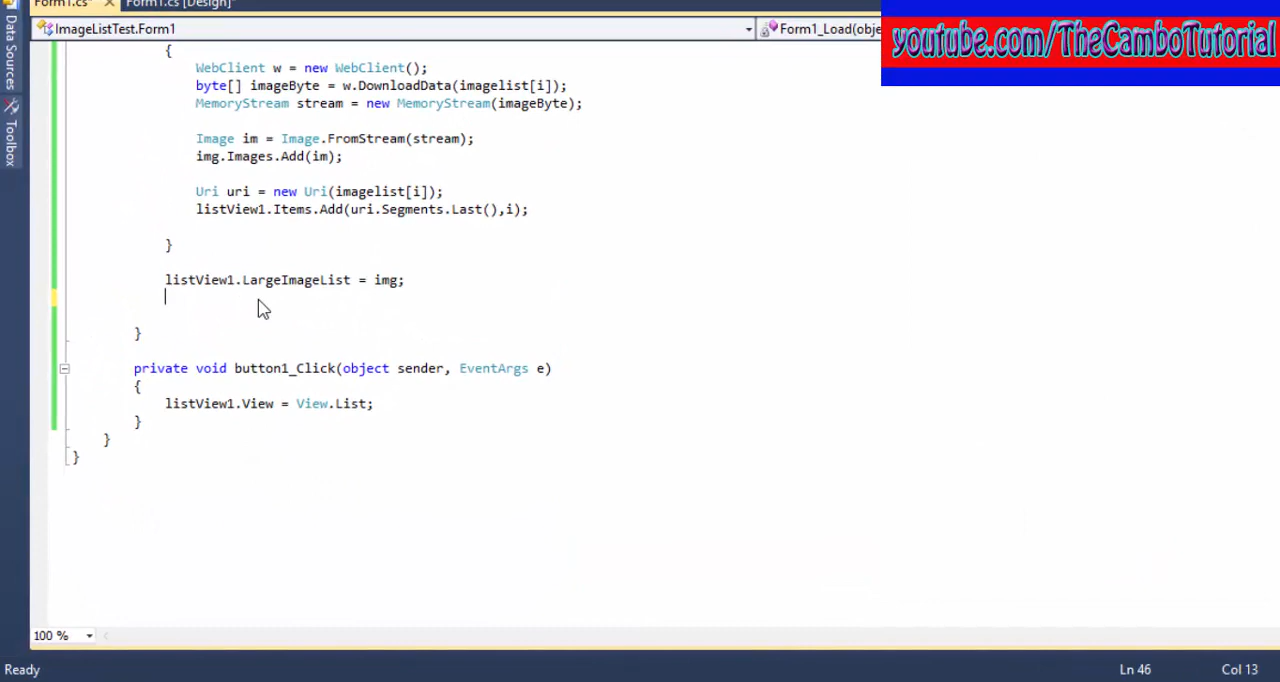 Form1.cs*
Form1.cs [Design]*
ImageListTest.Form1
Form1_Load(obje
youtube.com/TheCamboTutorial
Data Sources
Toolbox
{
WebClient w = new WebClient();
byte[] imageByte = w.DownloadData(imagelist[i]);
MemoryStream stream = new MemoryStream(imageByte);
Image im = Image.FromStream(stream);
img.Images.Add(im);
Uri uri = new Uri(imagelist[i]);
listView1.Items.Add(uri.Segments.Last(),i);
}
listView1.LargeImageList = img;
}
private void button1_Click(object sender, EventArgs e)
{
listView1.View = View.List;
}
}
}
100 %
Ready
Ln 46
Col 13